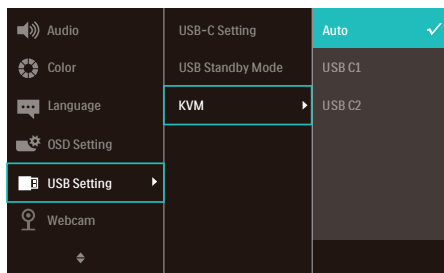 Audio
Color
Language
OSD Setting
USB Setting
Webcam
USB-C Setting
USB Standby Mode
KVM
Auto
USB C1
USB C2